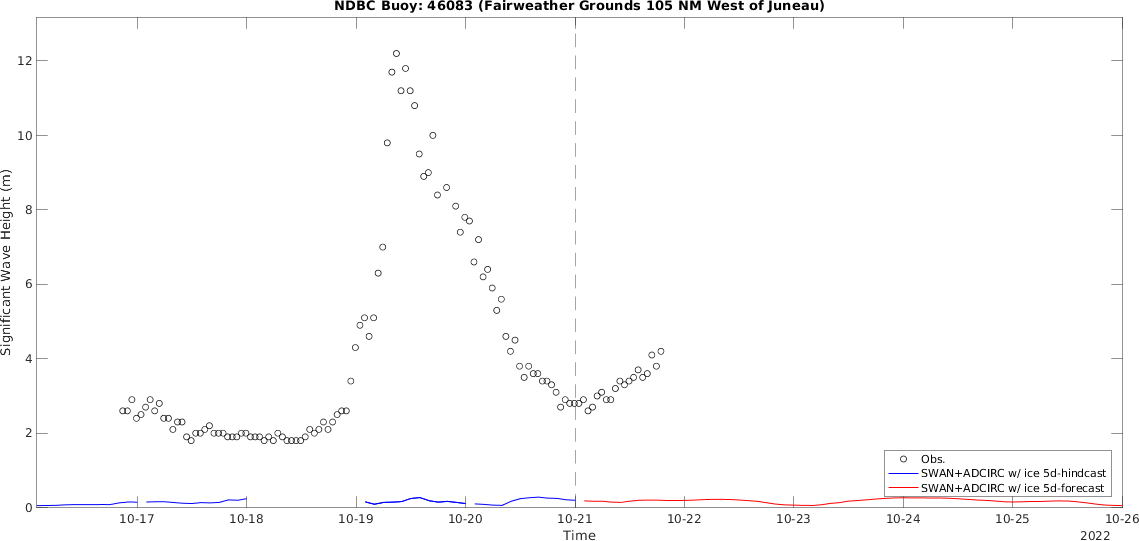 NDBC Buoy: 46083 (Fairweather Grounds 105 NM West of Juneau)
12
10
8
6
4
2
0
Significant Wave Height (m)
Obs.
SWAN+ADCIRC w/ ice 5d-hindcast
SWAN+ADCIRC w/ ice 5d-forecast
10-17 10-18 10-19 10-20 10-21 10-22 10-23 10-24 10-25 10-26
Time
2022